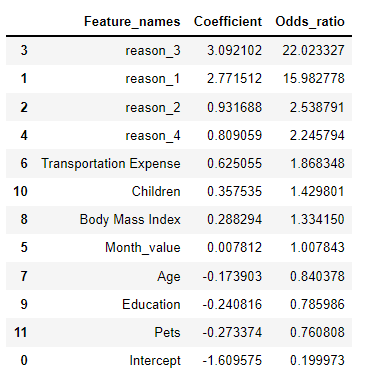 Feature_names Coefficient Odds_ratio
3 reason_3 3.092102 22.023327
1 reason_1 2.771512 15.982778
2 reason_2 0.931688 2.538791
4 reason_4 0.809059 2.245794
6 Transportation Expense 0.625055 1.868348
10 Children 0.357535 1.429801
8 Body Mass Index 0.288294 1.334150
5 Month_value 0.007812 1.007843
7 Age -0.173903 0.840378
9 Education -0.240816 0.785986
11 Pets -0.273374 0.760808
0 Intercept -1.609575 0.199973